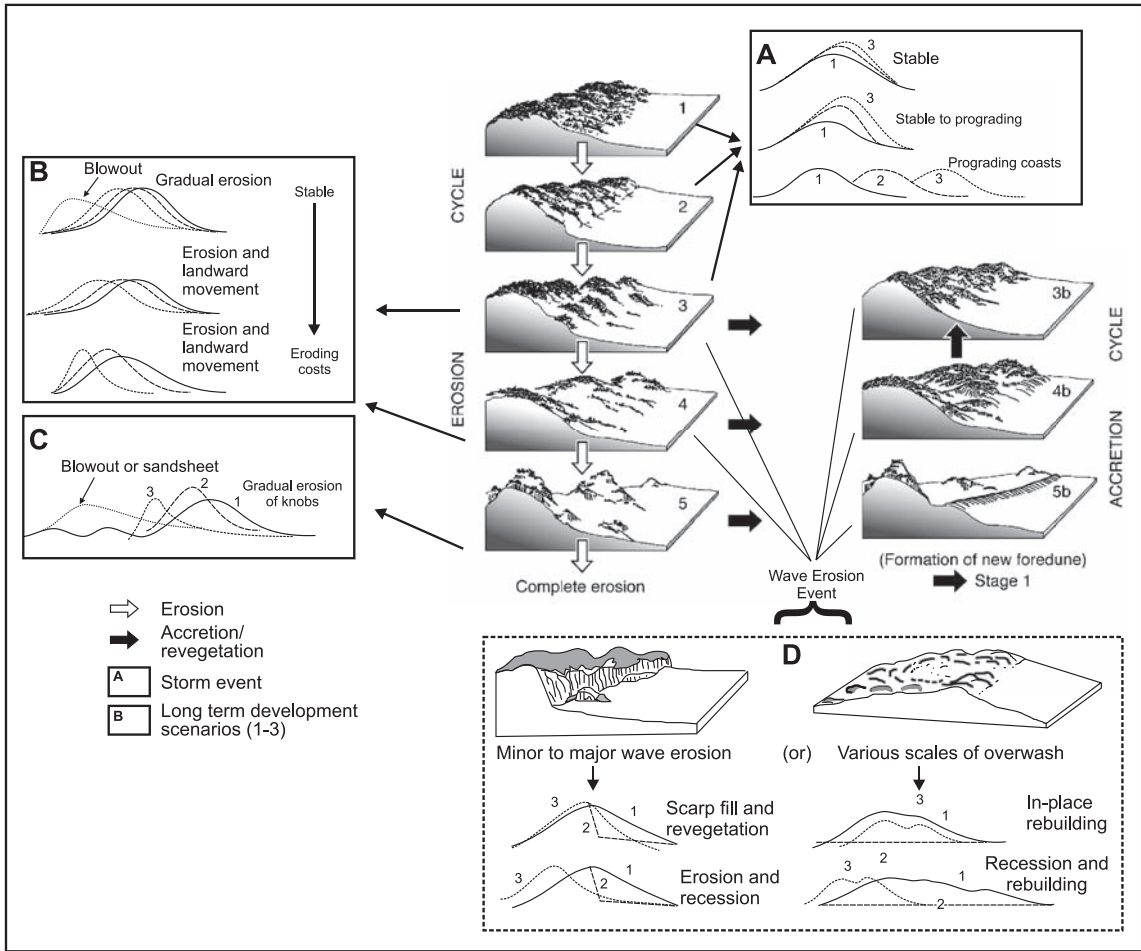 A
3
Stable
1
3
Stable to prograding
1
Prograding coasts
1
2
3
B
Blowout
Gradual erosion
Stable
Erosion and
landward
movement
Erosion and
landward
movement
Eroding
costs
C
Blowout or sandsheet
3
2
1
Gradual erosion
of knobs
CYCLE
EROSION
1
2
3
4
5
Complete erosion
CYCLE
ACCRETION
3b
4b
5b
(Formation of new foredune)
Stage 1
Wave Erosion
Event
Erosion
Accretion/
revegetation
A
Storm event
B
Long term development
scenarios (1-3)
D
Minor to major wave erosion
(or)
Various scales of overwash
3
1
2
Scarp fill and
revegetation
3
1
2
Erosion and
recession
3
1
In-place
rebuilding
3
2
1
2
Recession and
rebuilding